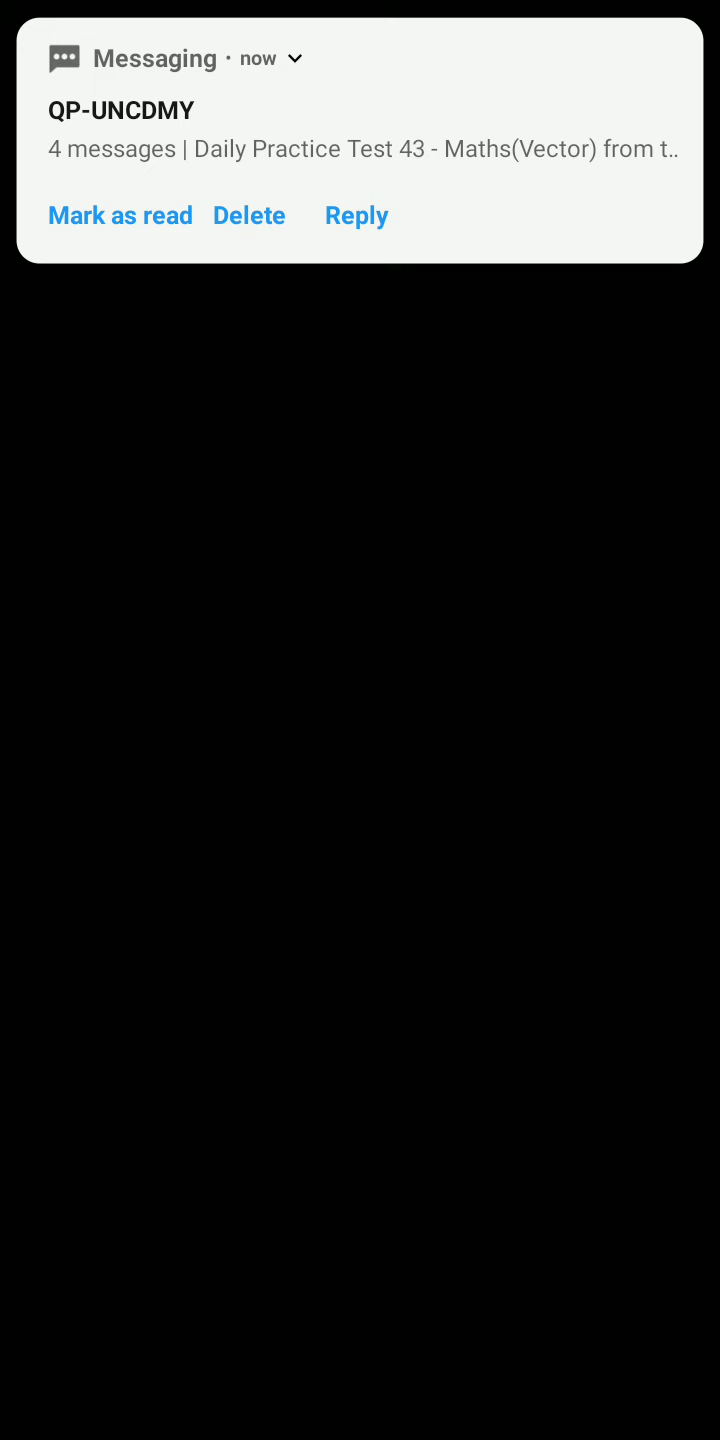 Messaging · now
QP-UNCDMY
4 messages | Daily Practice Test 43 - Maths(Vector) from t..
Mark as read Delete Reply